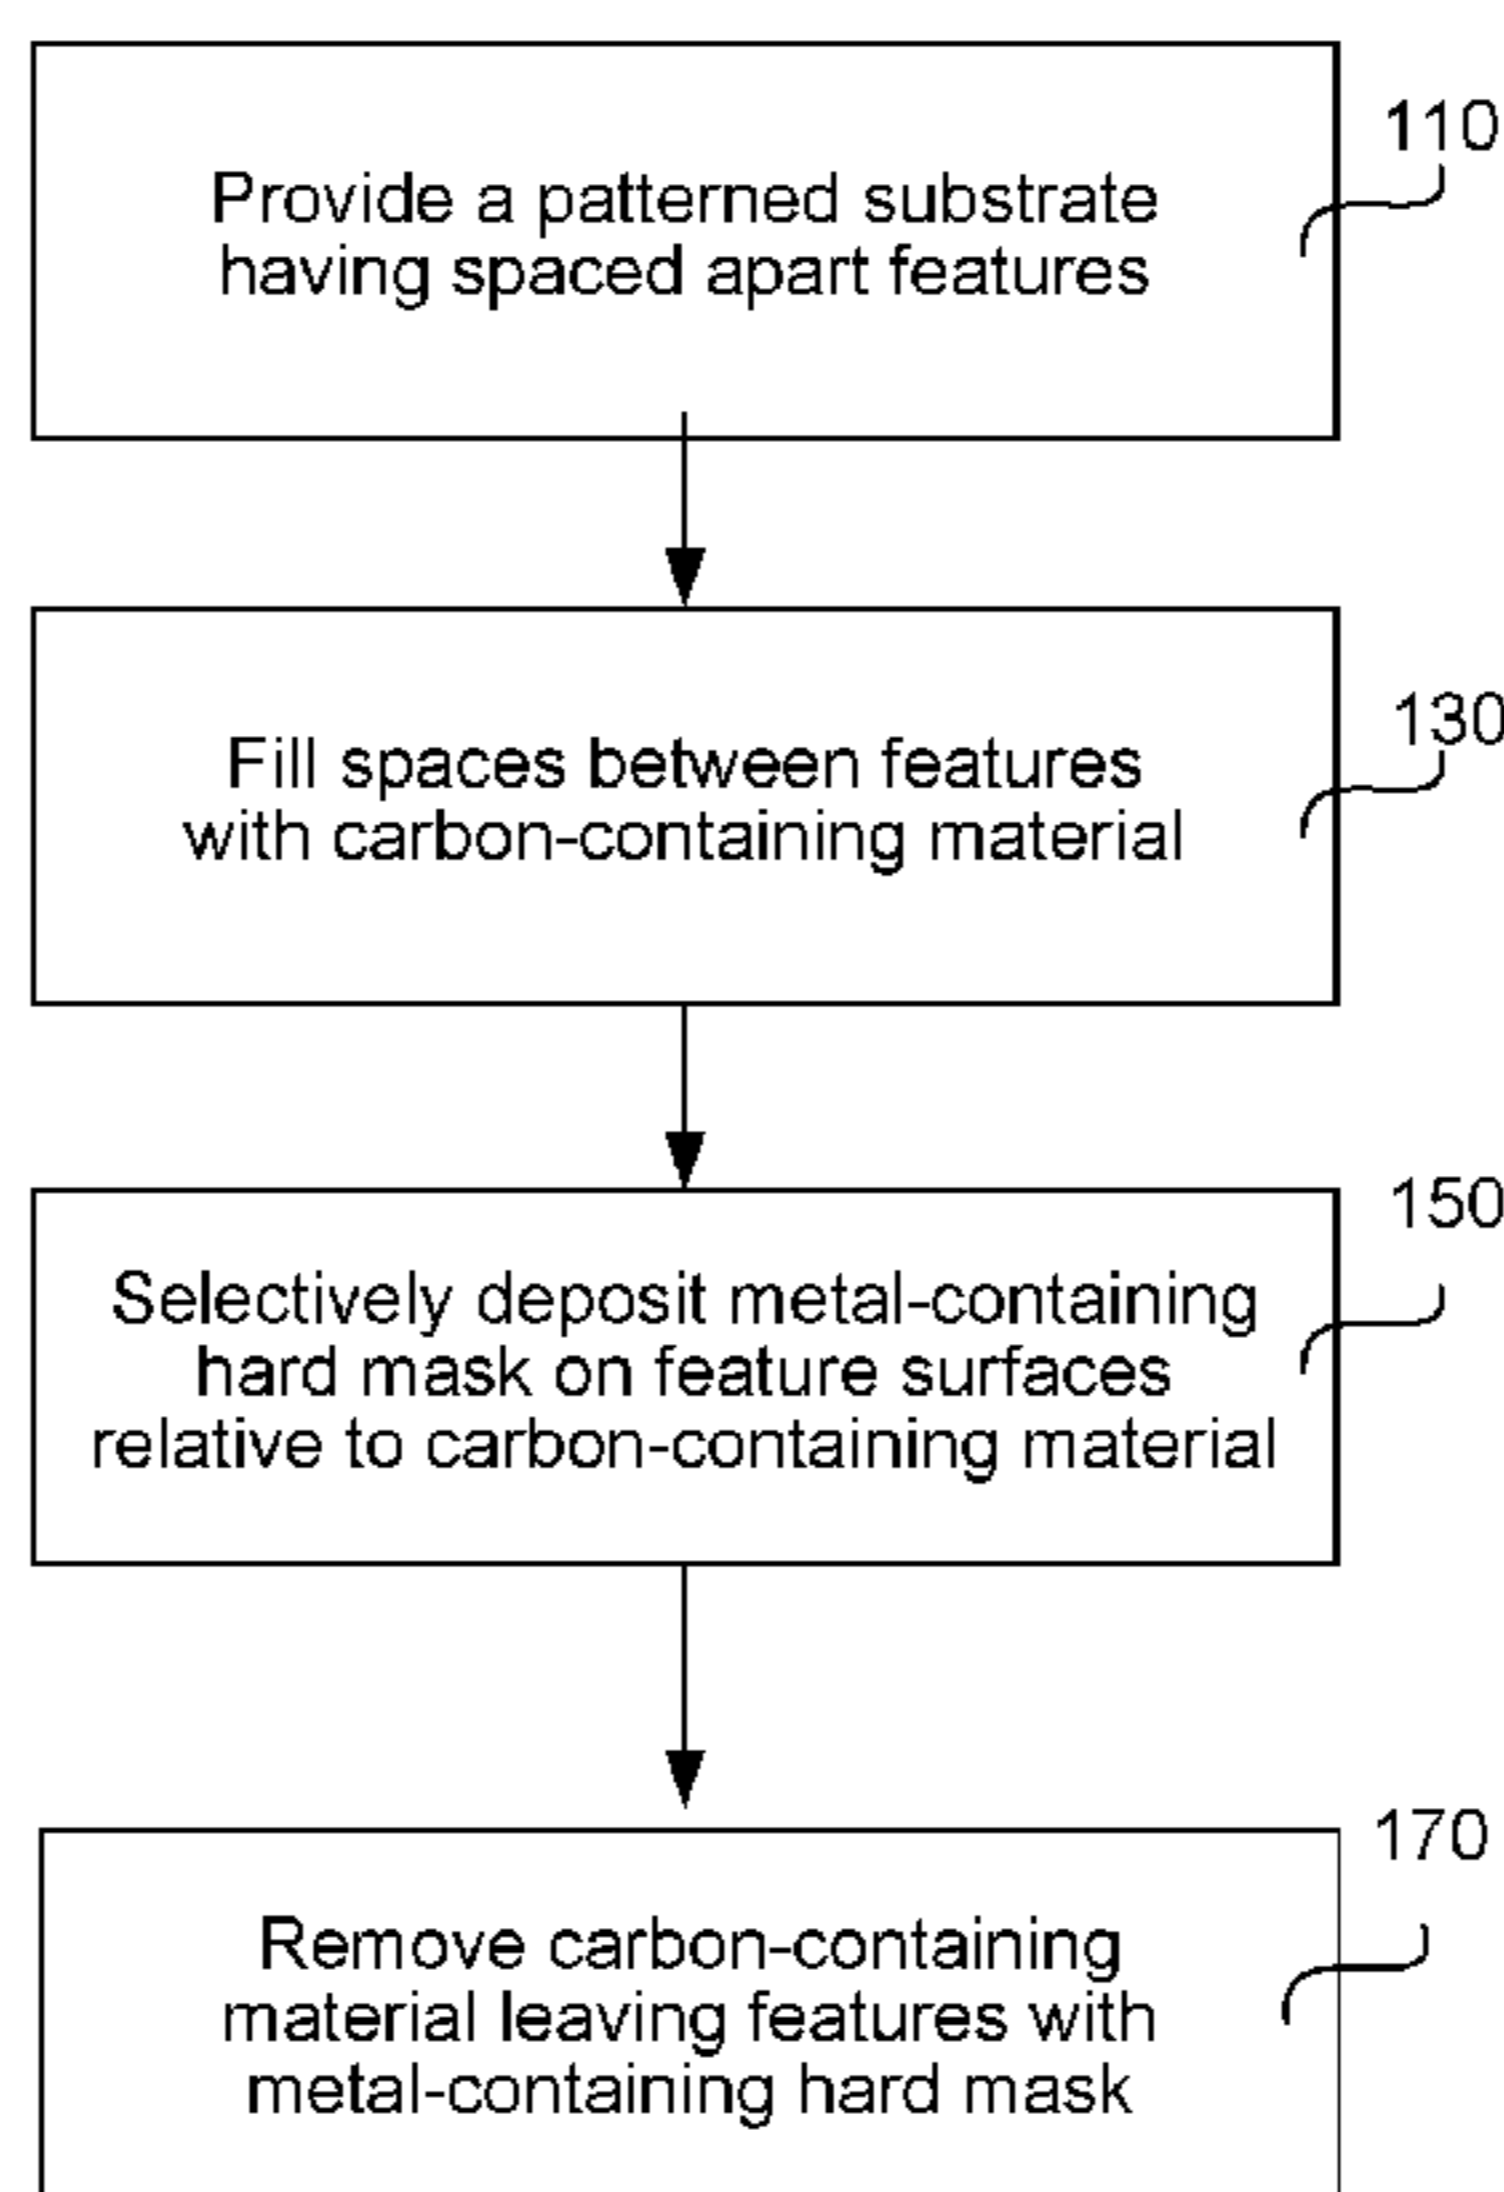 110
Provide a patterned substrate
having spaced apart features
130
Fill spaces between features
with carbon-containing material
150
Selectively deposit metal-containing
hard mask on feature surfaces
relative to carbon-containing material
170
Remove carbon-containing
material leaving features with
metal-containing hard mask